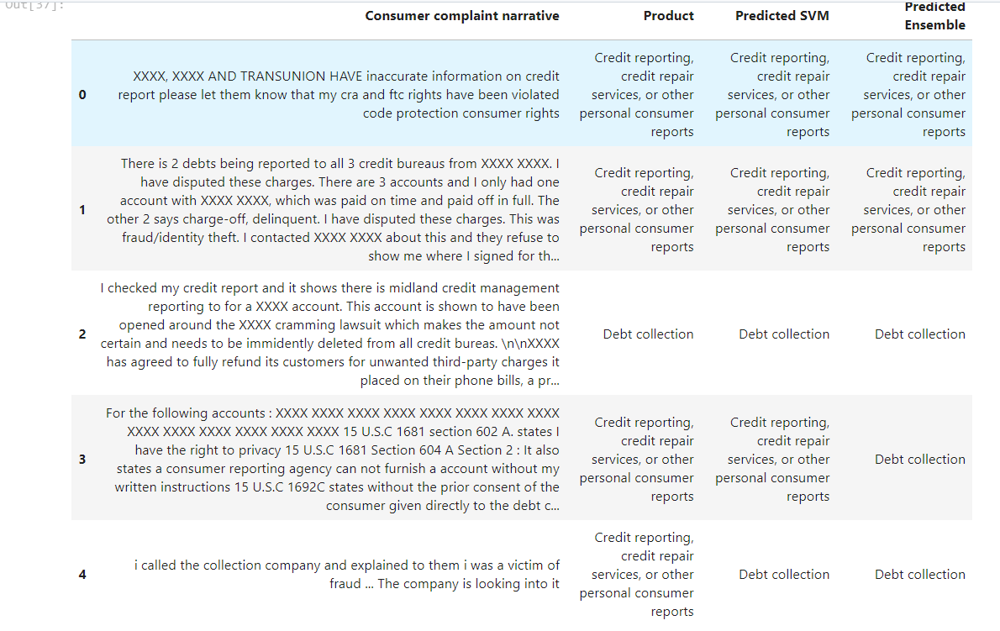 Out[37]:
Consumer complaint narrative Product Predicted SVM Predicted
Ensemble
0
XXXX, XXXX AND TRANSUNION HAVE inaccurate information on credit
report please let them know that my cra and ftc rights have been violated
code protection consumer rights
Credit reporting,
credit repair
services, or other
personal consumer
reports
Credit reporting,
credit repair
services, or other
personal consumer
reports
Credit reporting,
credit repair
services, or other
personal consumer
reports
1
There is 2 debts being reported to all 3 credit bureaus from XXXX XXXX. I
have disputed these charges. There are 3 accounts and I only had one
account with XXXX XXXX, which was paid on time and paid off in full. The
other 2 says charge-off, delinquent. I have disputed these charges. This was
fraud/identity theft. I contacted XXXX XXXX about this and they refuse to
show me where I signed for th...
Credit reporting,
credit repair
services, or other
personal consumer
reports
Credit reporting,
credit repair
services, or other
personal consumer
reports
Credit reporting,
credit repair
services, or other
personal consumer
reports
2
I checked my credit report and it shows there is midland credit management
reporting to for a XXXX account. This account is shown to have been
opened around the XXXX cramming lawsuit which makes the amount not
certain and needs to be immidently deleted from all credit bureas. \n\nXXXX
has agreed to fully refund its customers for unwanted third-party charges it
placed on their phone bills, a pr...
Debt collection
Debt collection
Debt collection
3
For the following accounts : XXXX XXXX XXXX XXXX XXXX XXXX XXXX XXXX
XXXX XXXX XXXX XXXX XXXX XXXX 15 U.S.C 1681 section 602 A. states I
have the right to privacy 15 U.S.C 1681 Section 604 A Section 2 : It also
states a consumer reporting agency can not furnish a account without my
written instructions 15 U.S.C 1692C states without the prior consent of the
consumer given directly to the debt c...
Credit reporting,
credit repair
services, or other
personal consumer
reports
Credit reporting,
credit repair
services, or other
personal consumer
reports
Debt collection
4
i called the collection company and explained to them i was a victim of
fraud ... The company is looking into it
Credit reporting,
credit repair
services, or other
personal consumer
reports
Debt collection
Debt collection